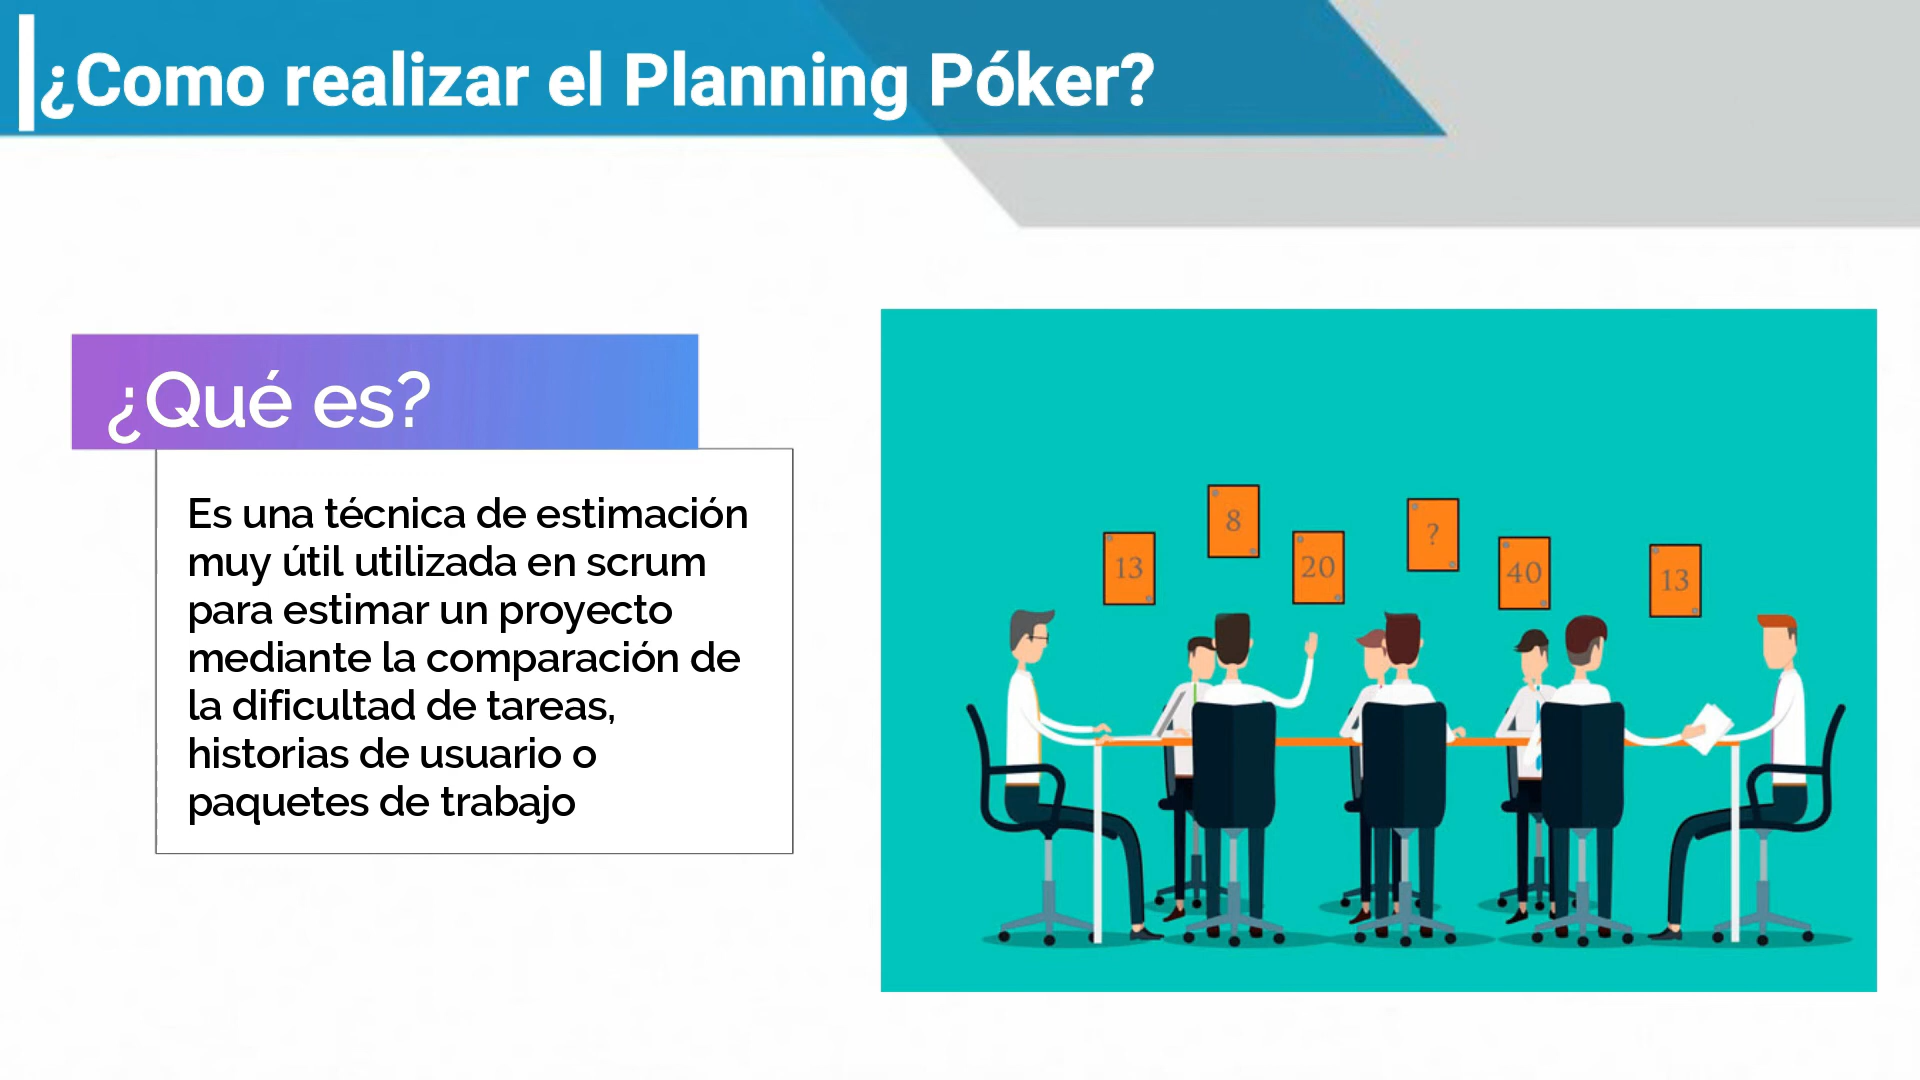 ¿Como realizar el Planning Póker?
¿Qué es?
Es una técnica de estimación
muy útil utilizada en scrum
para estimar un proyecto
mediante la comparación de
la dificultad de tareas,
historias de usuario o
paquetes de trabajo
13
8
20
?
40
13